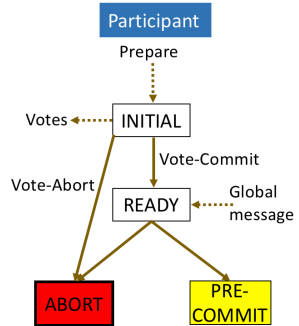 Participant
Prepare
Votes
INITIAL
Vote-Commit
Vote-Abort
READY
Global
message
ABORT
PRE-
COMMIT